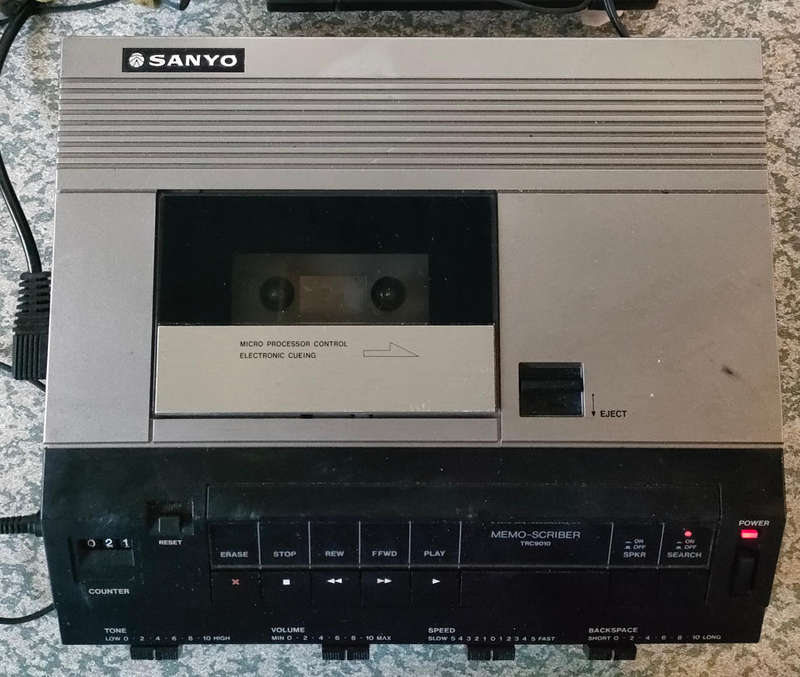 SANYO
MICRO PROCESSOR CONTROL
ELECTRONIC CUEING
EJECT
POWER
021
RESET
COUNTER
ERASE STOP REW FFWD PLAY
MEMO-SCRIBER
TRC9010
ON
OFF
SPKR
ON
OFF
SEARCH
TONE
LOW 0 · 2 · 4 · 6 · 8 · 10 HIGH
VOLUME
MIN 0 · 2 · 4 · 6 · 8 · 10 MAX
SPEED
SLOW 5 4 3 2 1 0 1 2 3 4 5 FAST
BACKSPACE
SHORT 0 · 2 · 4 · 6 · 8 · 10 LONG